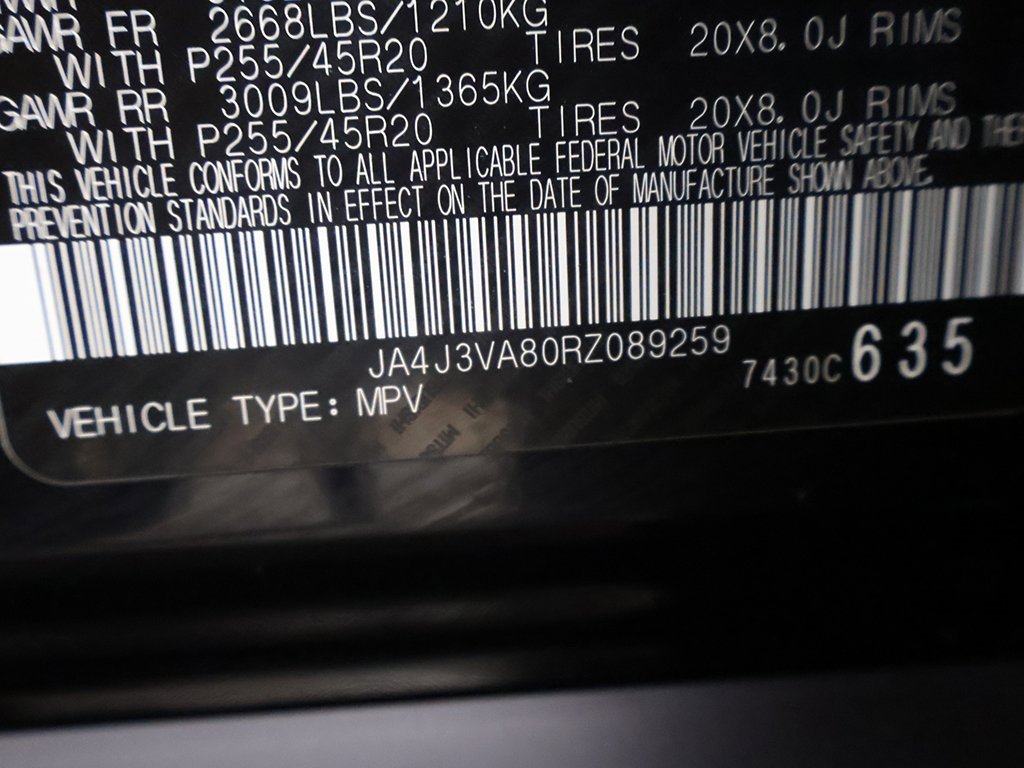 GAWR FR 2668LBS/1210KG
WITH P255/45R20 TIRES 20X8.0J RIMS
GAWR RR 3009LBS/1365KG
WITH P255/45R20 TIRES 20X8.0J RIMS
THIS VEHICLE CONFORMS TO ALL APPLICABLE FEDERAL MOTOR VEHICLE SAFETY AND THE
PREVENTION STANDARDS IN EFFECT ON THE DATE OF MANUFACTURE SHOWN ABOVE.
JA4J3VA80RZ089259
7430C 635
VEHICLE TYPE: MPV